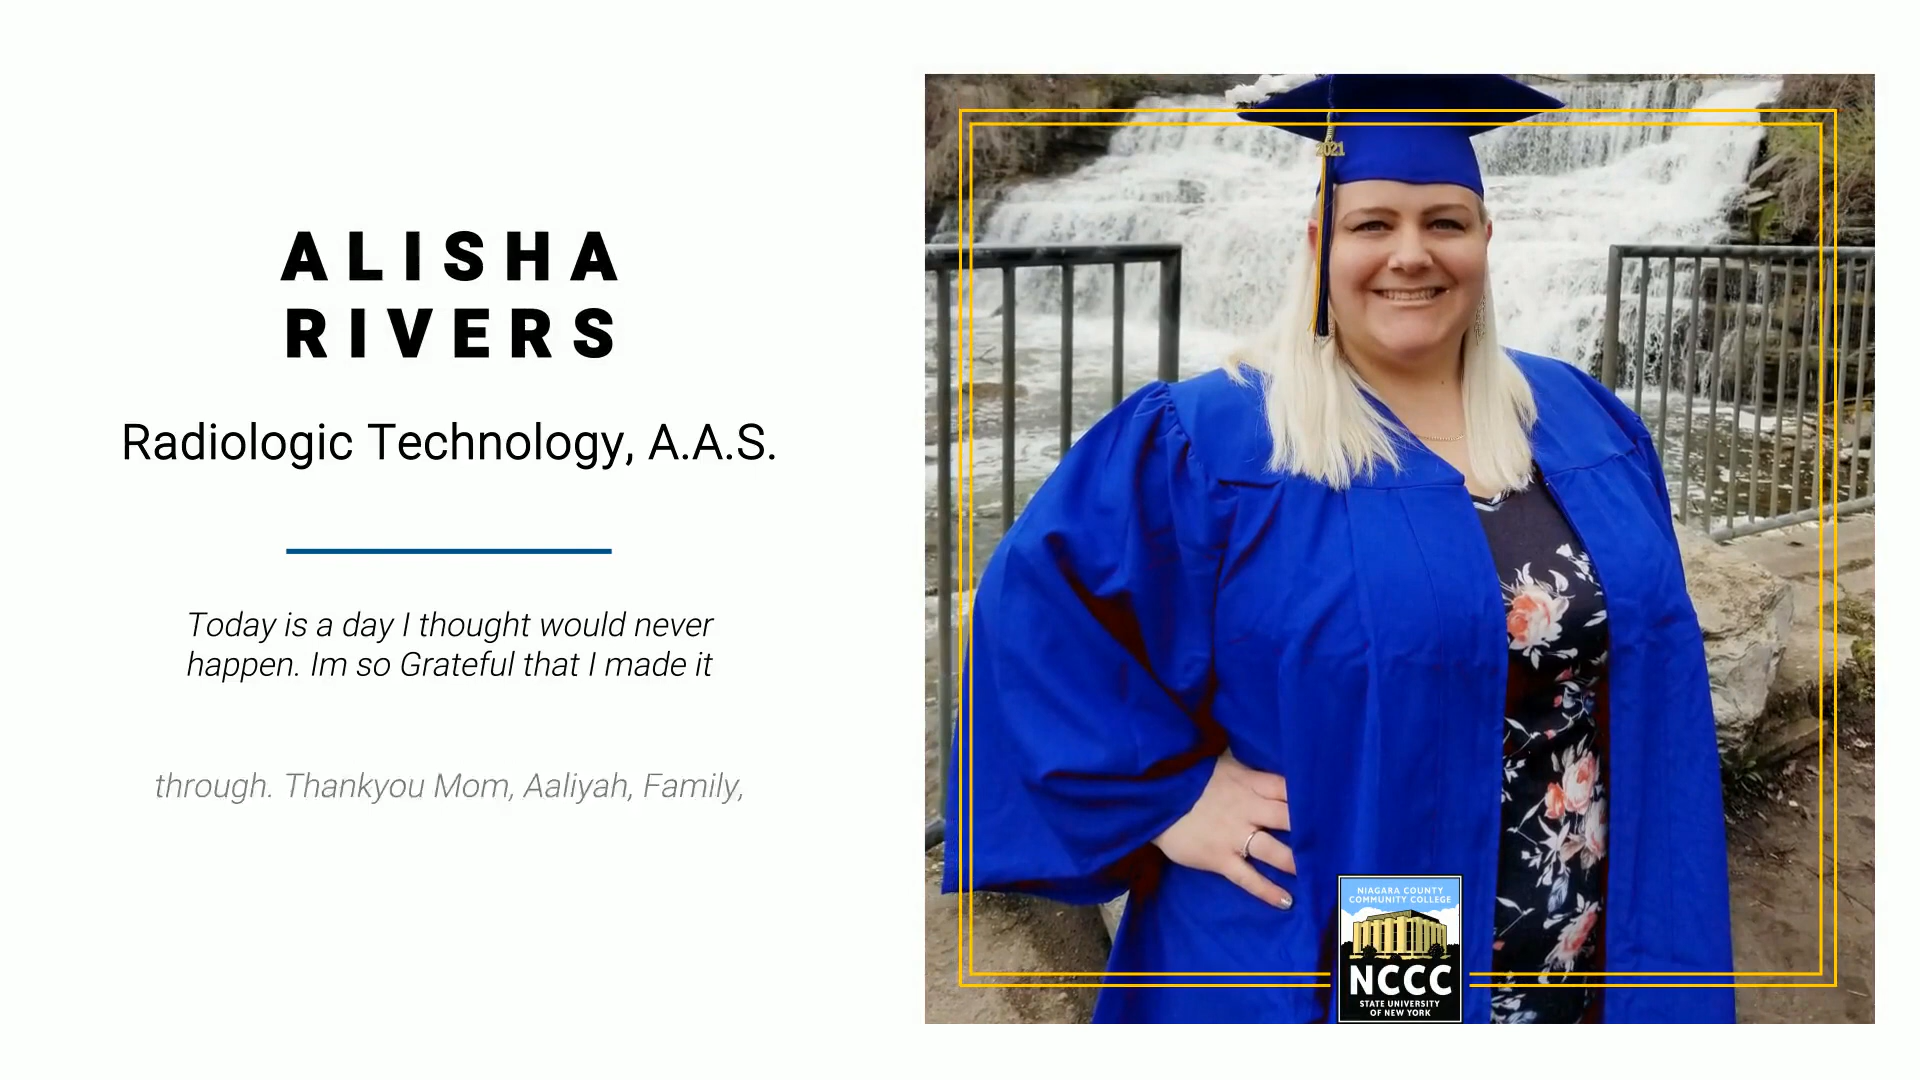 ALISHA
RIVERS
Radiologic Technology, A.A.S.
Today is a day I thought would never
happen. Im so Grateful that I made it
through. Thankyou Mom, Aaliyah, Family,
2021
NIAGARA COUNTY
COMMUNITY COLLEGE
NCCC
STATE UNIVERSITY
OF NEW YORK